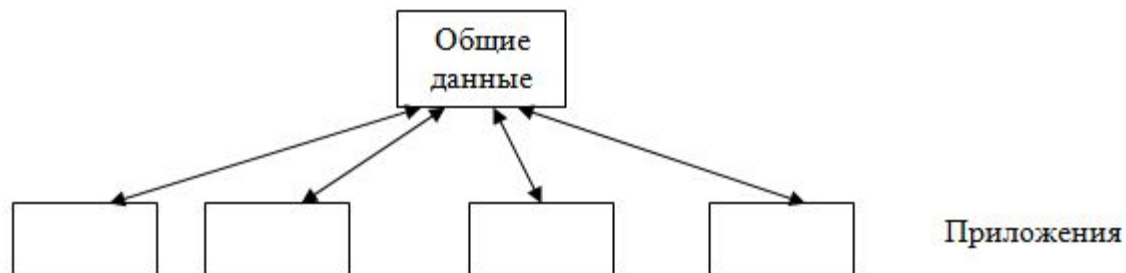 Общие
данные
Приложения